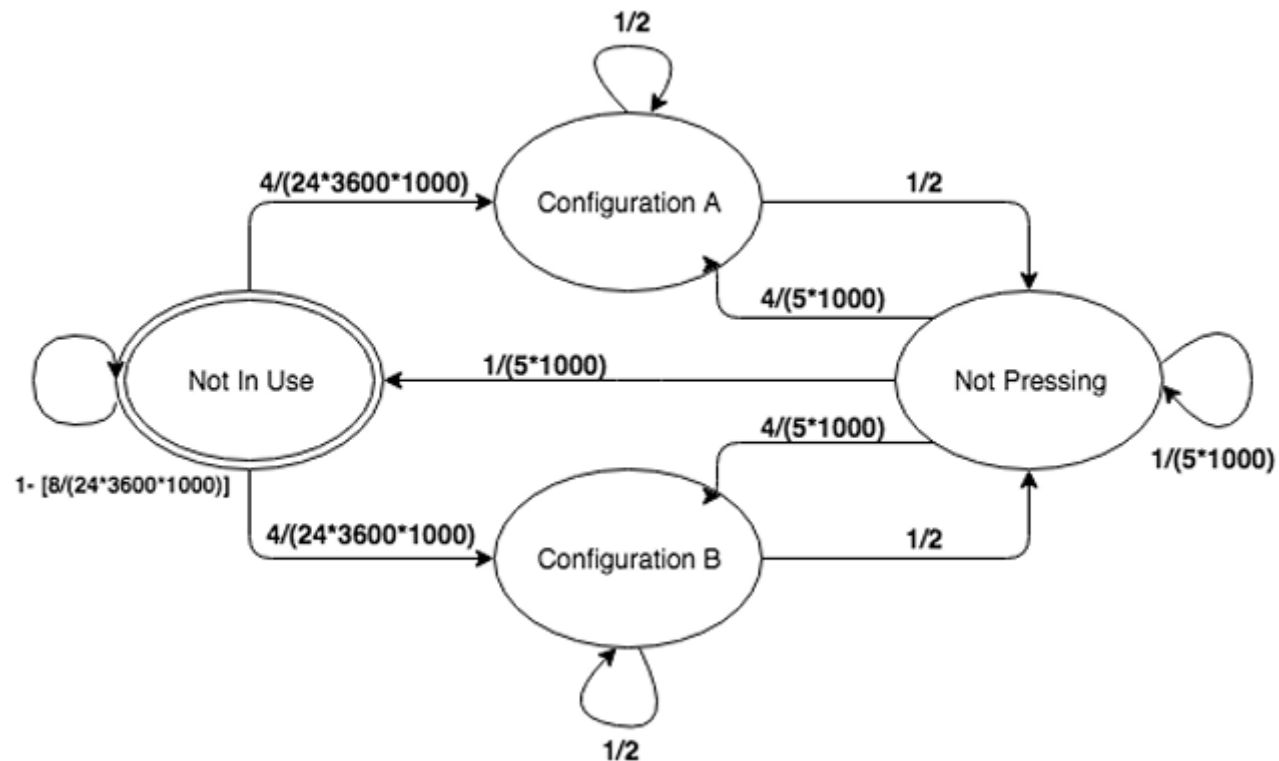 1/2
4/(24*3600*1000)
Configuration A
1/2
4/(5*1000)
Not In Use
1/(5*1000)
Not Pressing
4/(5*1000)
1/(5*1000)
1- [8/(24*3600*1000)]
4/(24*3600*1000)
Configuration B
1/2
1/2